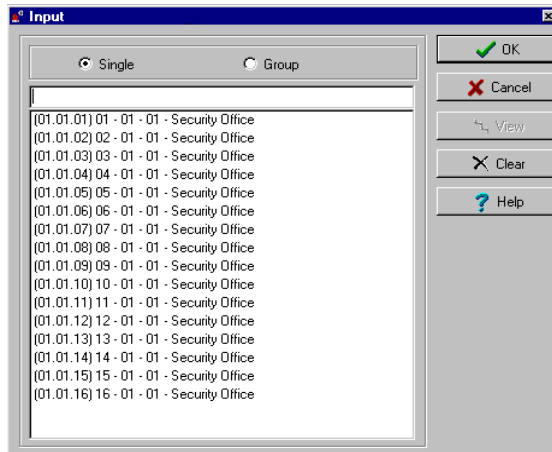 Input
Single
Group
(01.01.01) 01 - 01 - 01 - Security Office
(01.01.02) 02 - 01 - 01 - Security Office
(01.01.03) 03 - 01 - 01 - Security Office
(01.01.04) 04 - 01 - 01 - Security Office
(01.01.05) 05 - 01 - 01 - Security Office
(01.01.06) 06 - 01 - 01 - Security Office
(01.01.07) 07 - 01 - 01 - Security Office
(01.01.08) 08 - 01 - 01 - Security Office
(01.01.09) 09 - 01 - 01 - Security Office
(01.01.10) 10 - 01 - 01 - Security Office
(01.01.11) 11 - 01 - 01 - Security Office
(01.01.12) 12 - 01 - 01 - Security Office
(01.01.13) 13 - 01 - 01 - Security Office
(01.01.14) 14 - 01 - 01 - Security Office
(01.01.15) 15 - 01 - 01 - Security Office
(01.01.16) 16 - 01 - 01 - Security Office
OK
Cancel
View
Clear
Help